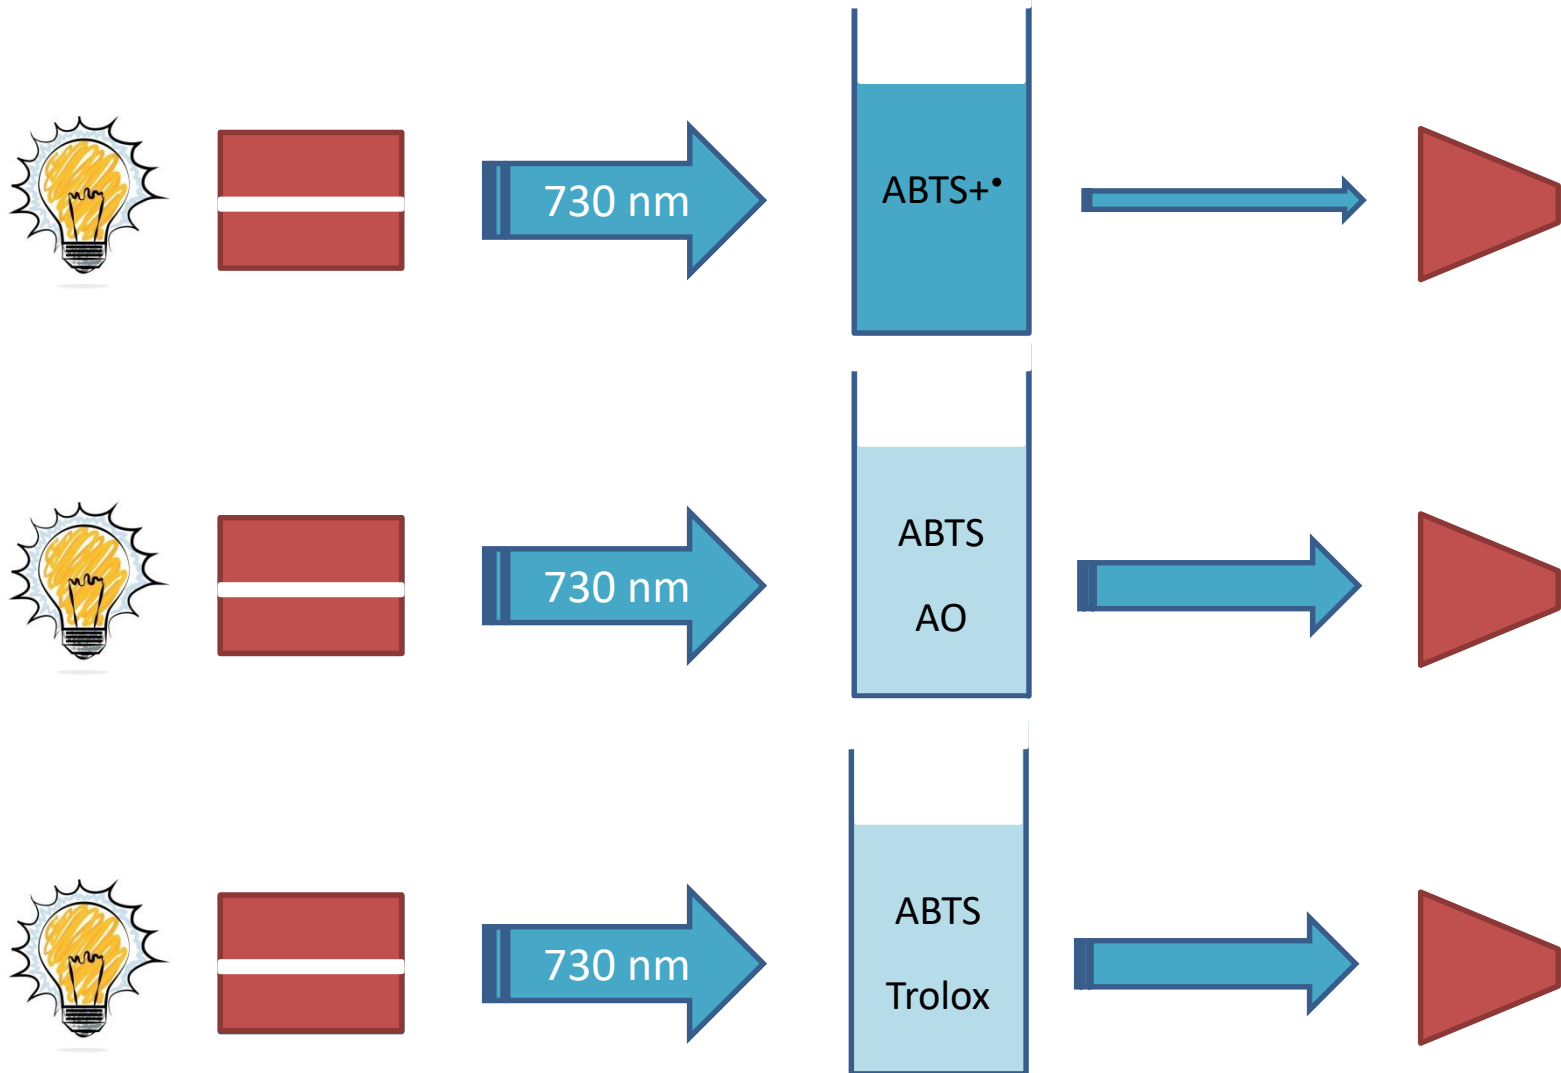 730 nm
ABTS+•
730 nm
ABTS
AO
730 nm
ABTS
Trolox